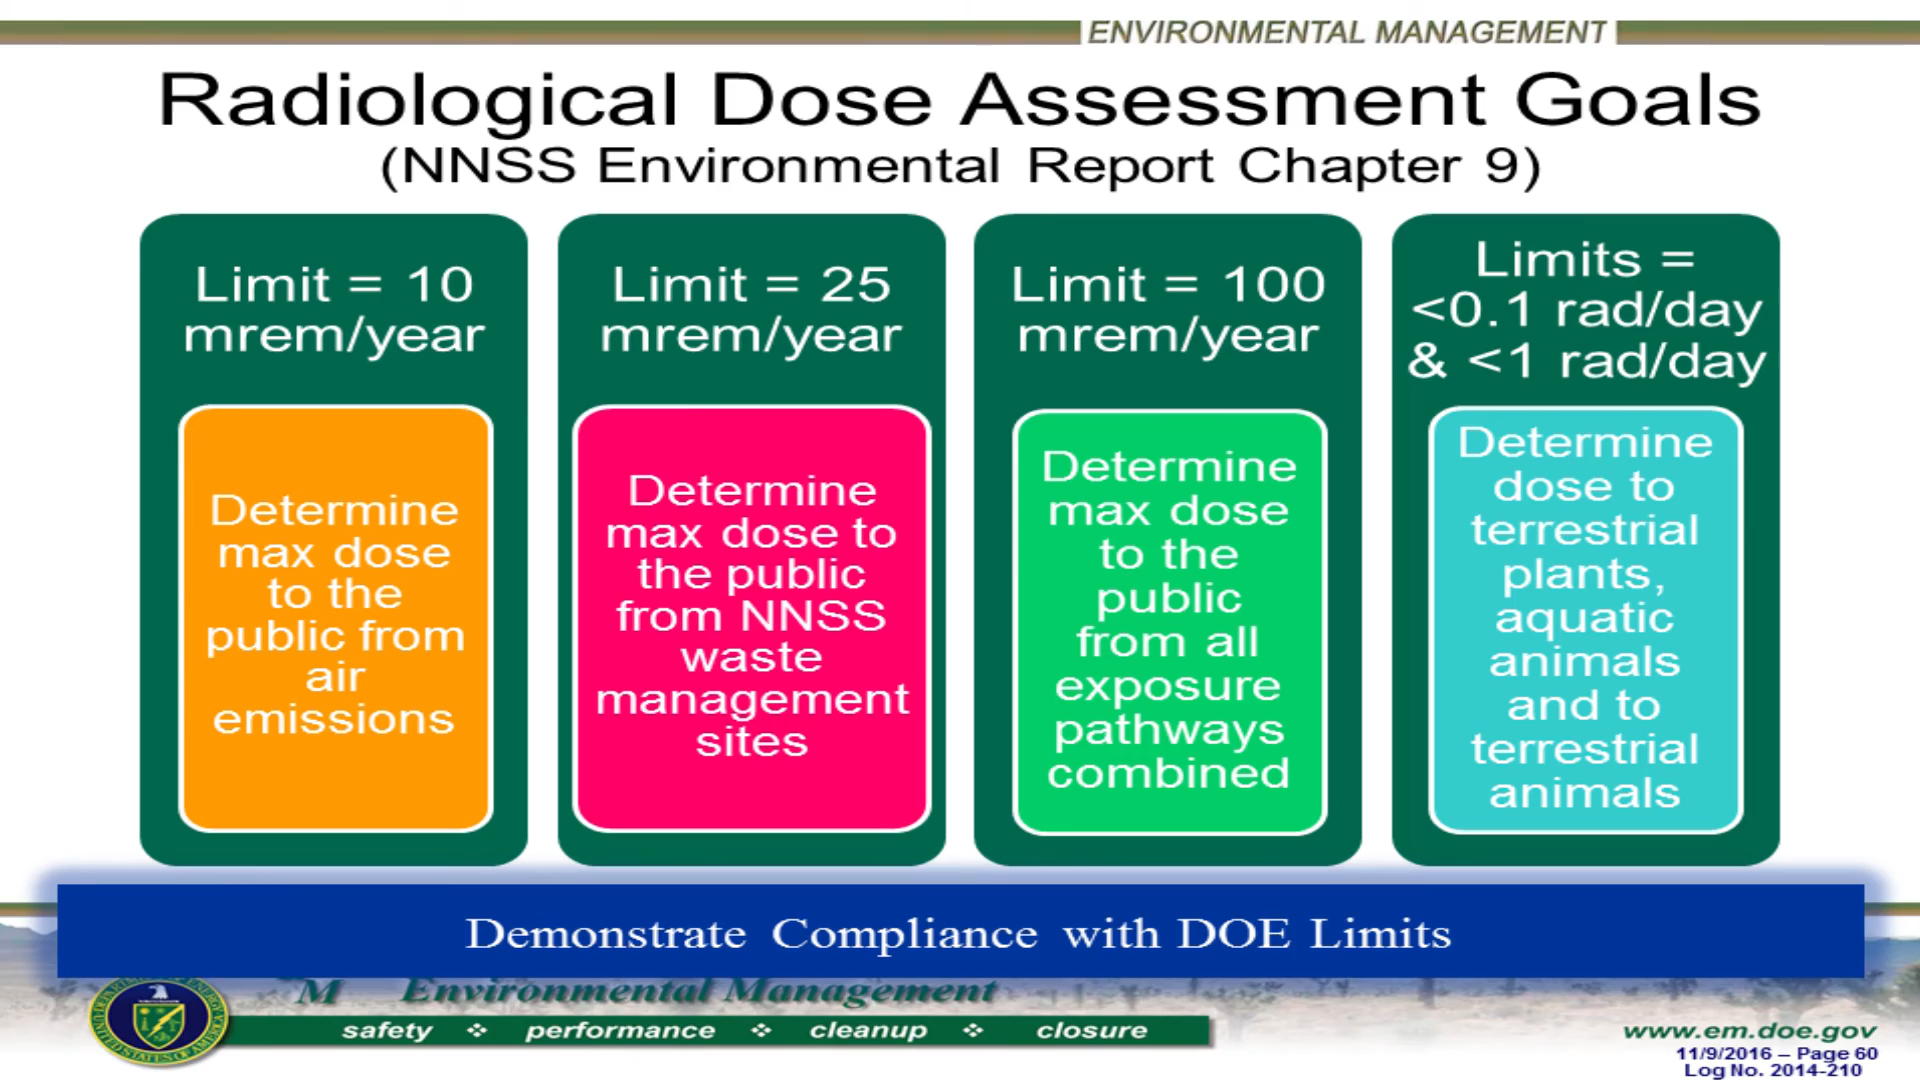 ENVIRONMENTAL MANAGEMENT
Radiological Dose Assessment Goals
(NNSS Environmental Report Chapter 9)
Limit = 10
mrem/year
Determine
max dose
to the
public from
air
emissions
Limit = 25
mrem/year
Determine
max dose to
the public
from NNSS
waste
management
sites
Limit = 100
mrem/year
Determine
max dose
to the
public
from all
exposure
pathways
combined
Limits =
<0.1 rad/day
& <1 rad/day
Determine
dose to
terrestrial
plants,
aquatic
animals
and to
terrestrial
animals
Demonstrate Compliance with DOE Limits
M Environmental Management
safety ❖ performance ❖ cleanup ❖ closure
www.em.doe.gov
11/9/2016 – Page 60
Log No. 2014-210